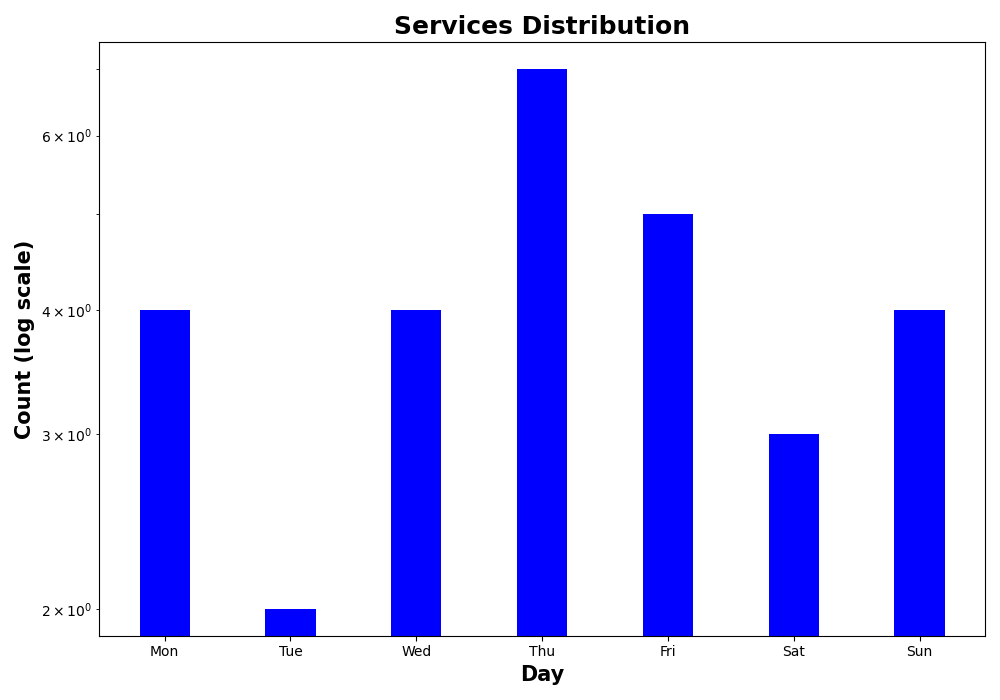 Services Distribution
Count (log scale)
6 × 10⁰
4 × 10⁰
3 × 10⁰
2 × 10⁰
Mon Tue Wed Thu Fri Sat Sun
Day